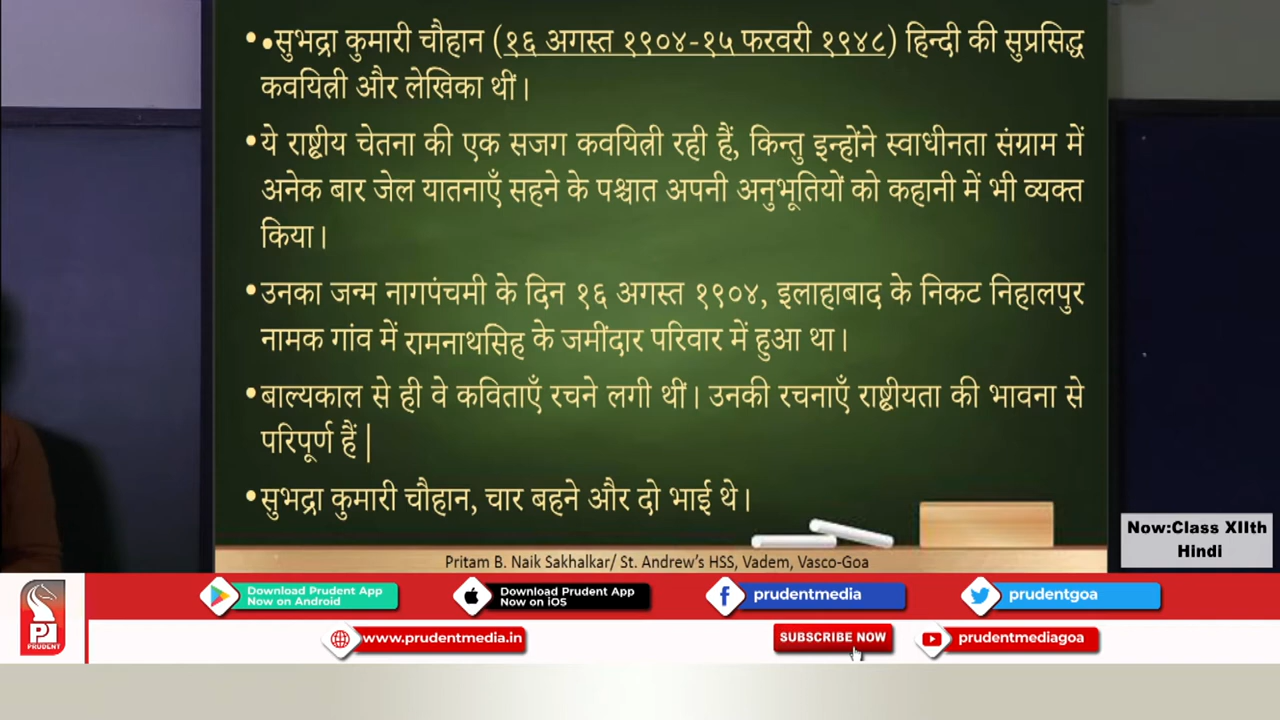 • •सुभद्रा कुमारी चौहान (१६ अगस्त १९०४-१५ फरवरी १९४८) हिन्दी की सुप्रसिद्ध
कवयित्री और लेखिका थीं।
•ये राष्ट्रीय चेतना की एक सजग कवयित्री रही हैं, किन्तु इन्होंने स्वाधीनता संग्राम में
अनेक बार जेल यातनाएँ सहने के पश्चात अपनी अनुभूतियों को कहानी में भी व्यक्त
किया।
•उनका जन्म नागपंचमी के दिन १६ अगस्त १९०४, इलाहाबाद के निकट निहालपुर
नामक गांव में रामनाथसिह के जमींदार परिवार में हुआ था।
•बाल्यकाल से ही वे कविताएँ रचने लगी थीं। उनकी रचनाएँ राष्ट्रीयता की भावना से
परिपूर्ण हैं|
•सुभद्रा कुमारी चौहान, चार बहने और दो भाई थे।
Pritam B. Naik Sakhalkar/ St. Andrew's HSS, Vadem, Vasco-Goa
Now:Class XIIth
Hindi
PRUDENT
Download Prudent App
Now on Android
Download Prudent App
Now on iOS
prudentmedia
prudentgoa
www.prudentmedia.in
SUBSCRIBE NOW
prudentmediagoa